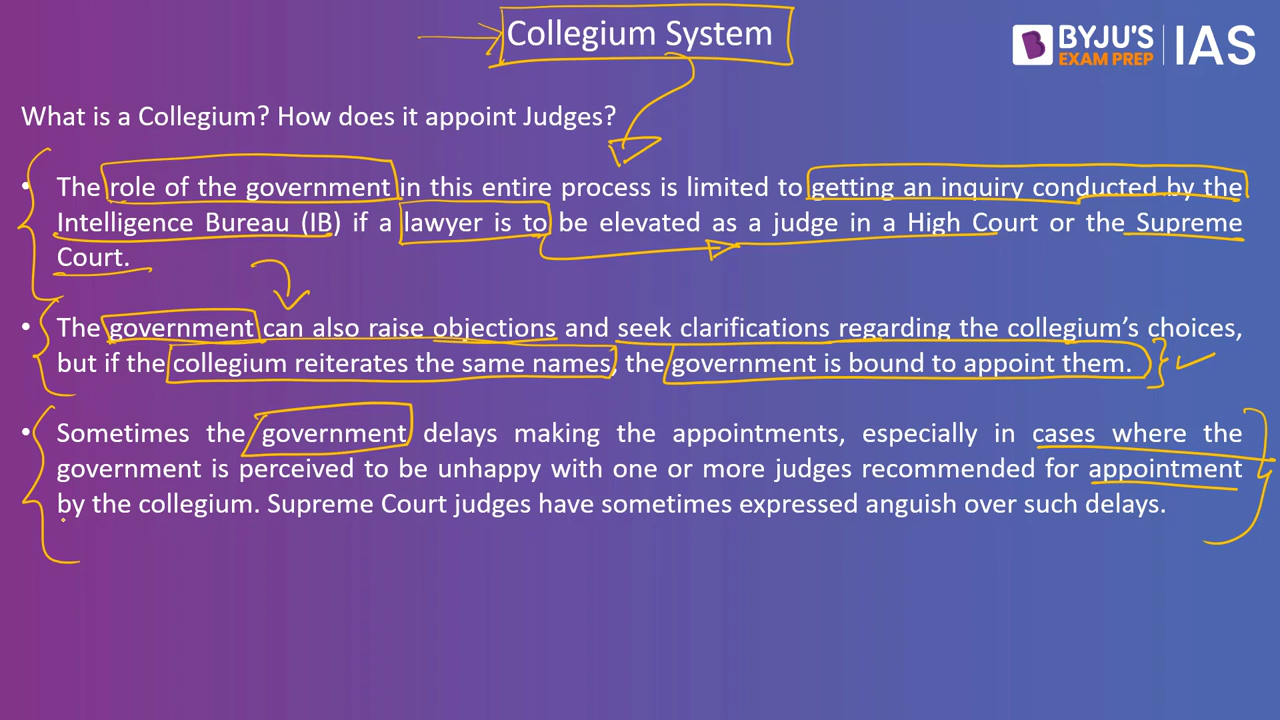 Collegium System
BYJU'S
EXAM PREP
IAS
What is a Collegium? How does it appoint Judges?
• The role of the government in this entire process is limited to getting an inquiry conducted by the
Intelligence Bureau (IB) if a lawyer is to be elevated as a judge in a High Court or the Supreme
Court.
• The government can also raise objections and seek clarifications regarding the collegium’s choices,
but if the collegium reiterates the same names, the government is bound to appoint them.
• Sometimes the government delays making the appointments, especially in cases where the
government is perceived to be unhappy with one or more judges recommended for appointment
by the collegium. Supreme Court judges have sometimes expressed anguish over such delays.